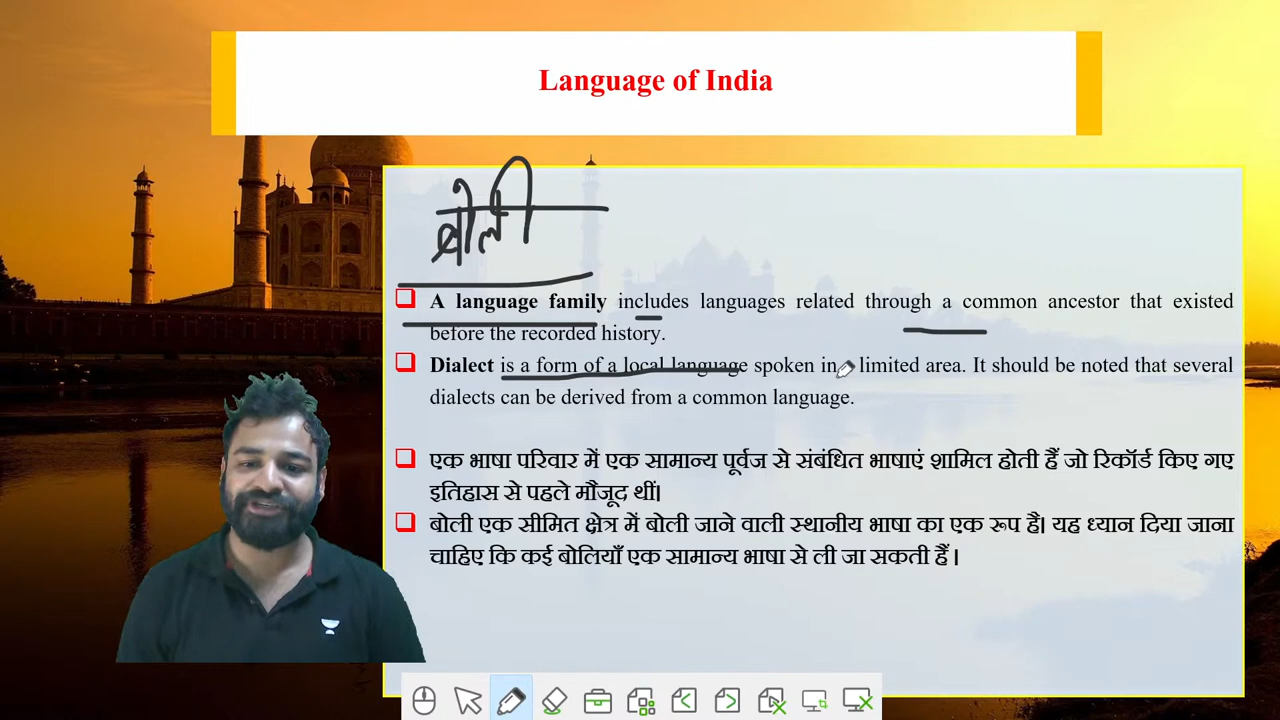 Language of India
बोली
A language family includes languages related through a common ancestor that existed
before the recorded history.
Dialect is a form of a local language spoken in limited area. It should be noted that several
dialects can be derived from a common language.
एक भाषा परिवार में एक सामान्य पूर्वज से संबंधित भाषाएं शामिल होती हैं जो रिकॉर्ड किए गए
इतिहास से पहले मौजूद थीं।
बोली एक सीमित क्षेत्र में बोली जाने वाली स्थानीय भाषा का एक रूप है। यह ध्यान दिया जाना
चाहिए कि कई बोलियाँ एक सामान्य भाषा से ली जा सकती हैं ।